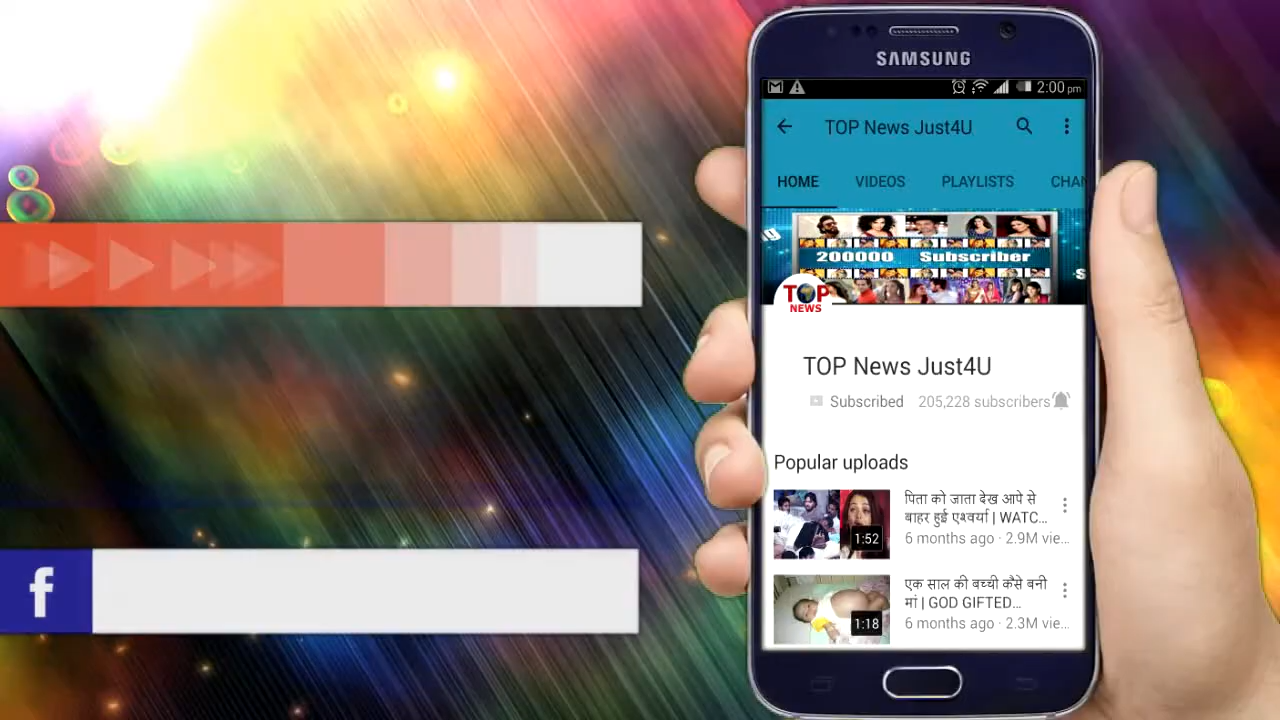 SAMSUNG
2:00 pm
TOP News Just4U
HOME VIDEOS PLAYLISTS CHAN
200000 Subscriber
TOP
NEWS
TOP News Just4U
Subscribed 205,228 subscribers
Popular uploads
पिता को जाता देख आपे से
बाहर हुई एश्वर्या | WATC...
1:52
6 months ago · 2.9M vie...
एक साल की बच्ची कैसे बनी
मां | GOD GIFTED...
1:18
6 months ago · 2.3M vie...
f